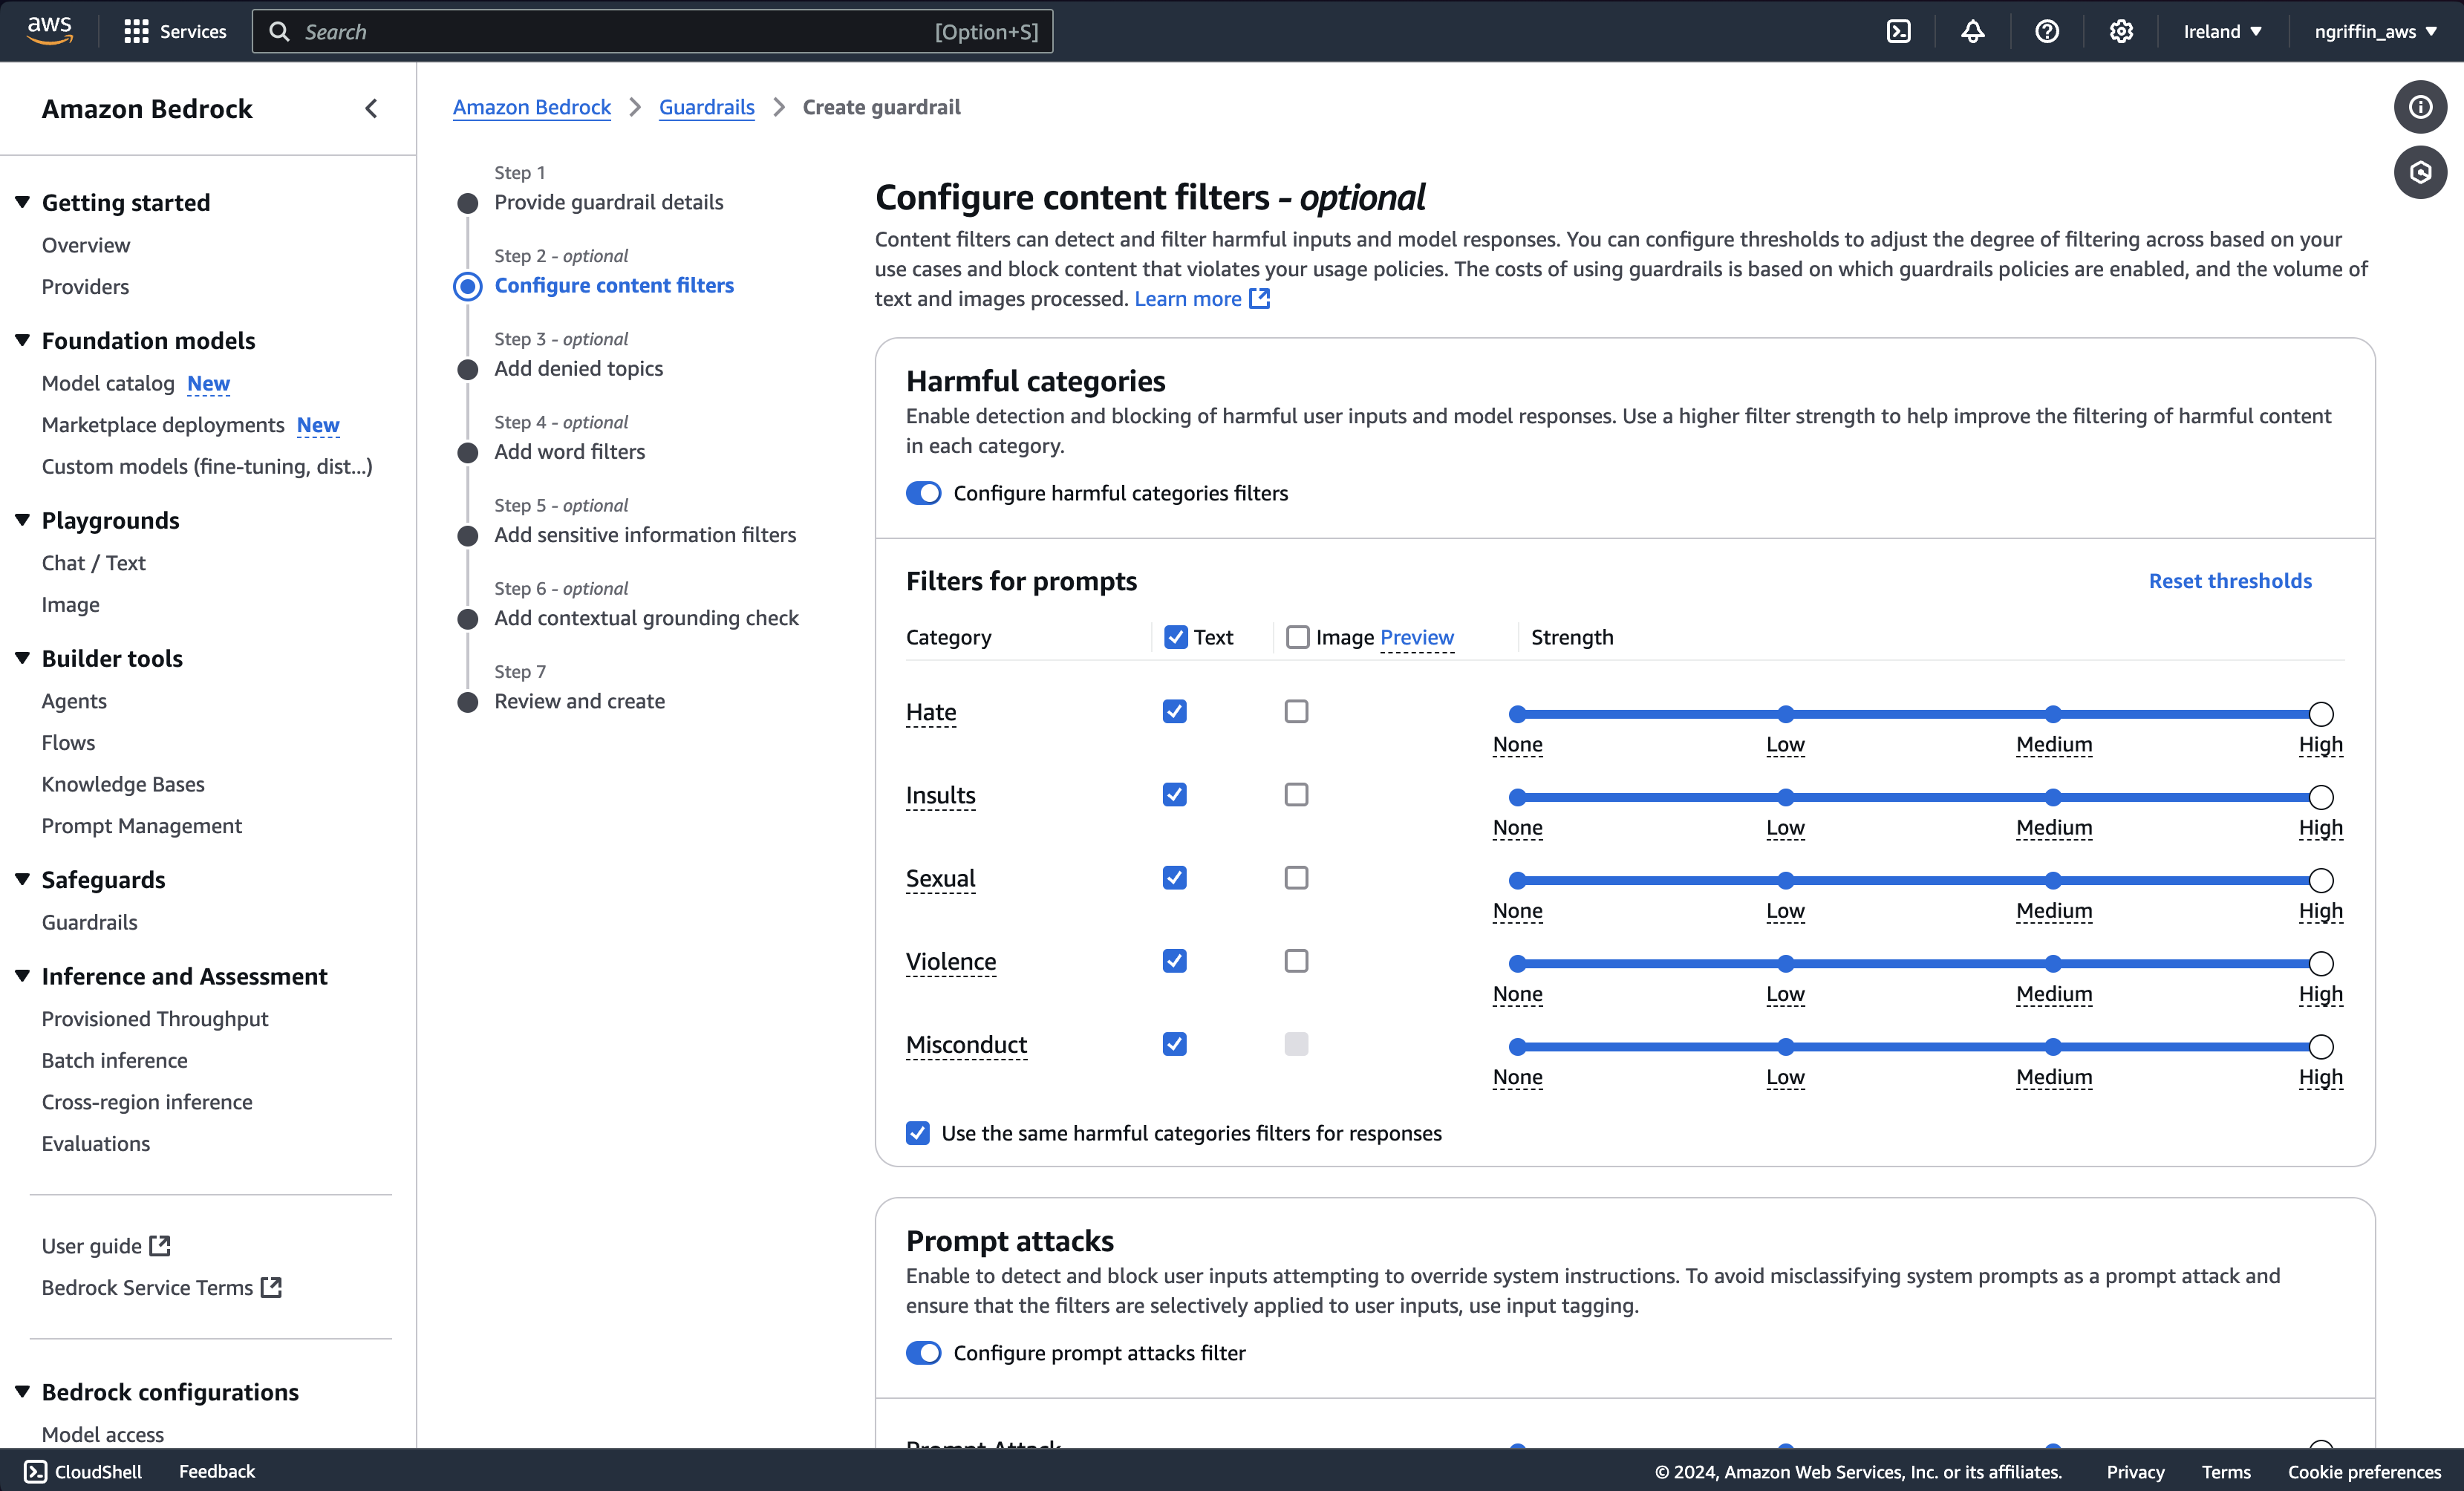 aws
Services
Search
[Option+S]
Ireland
ngriffin_aws
Amazon Bedrock
Getting started
Overview
Providers
Foundation models
Model catalog New
Marketplace deployments New
Custom models (fine-tuning, dist...)
Playgrounds
Chat / Text
Image
Builder tools
Agents
Flows
Knowledge Bases
Prompt Management
Safeguards
Guardrails
Inference and Assessment
Provisioned Throughput
Batch inference
Cross-region inference
Evaluations
User guide
Bedrock Service Terms
Bedrock configurations
Model access
Amazon Bedrock > Guardrails > Create guardrail
Step 1
Provide guardrail details
Step 2 - optional
Configure content filters
Step 3 - optional
Add denied topics
Step 4 - optional
Add word filters
Step 5 - optional
Add sensitive information filters
Step 6 - optional
Add contextual grounding check
Step 7
Review and create
Configure content filters - optional
Content filters can detect and filter harmful inputs and model responses. You can configure thresholds to adjust the degree of filtering across based on your
use cases and block content that violates your usage policies. The costs of using guardrails is based on which guardrails policies are enabled, and the volume of
text and images processed. Learn more
Harmful categories
Enable detection and blocking of harmful user inputs and model responses. Use a higher filter strength to help improve the filtering of harmful content
in each category.
Configure harmful categories filters
Filters for prompts
Reset thresholds
Category Text Image Preview Strength
Hate
None Low Medium High
Insults
None Low Medium High
Sexual
None Low Medium High
Violence
None Low Medium High
Misconduct
None Low Medium High
Use the same harmful categories filters for responses
Prompt attacks
Enable to detect and block user inputs attempting to override system instructions. To avoid misclassifying system prompts as a prompt attack and
ensure that the filters are selectively applied to user inputs, use input tagging.
Configure prompt attacks filter
Prompt Attack
CloudShell
Feedback
© 2024, Amazon Web Services, Inc. or its affiliates.
Privacy
Terms
Cookie preferences